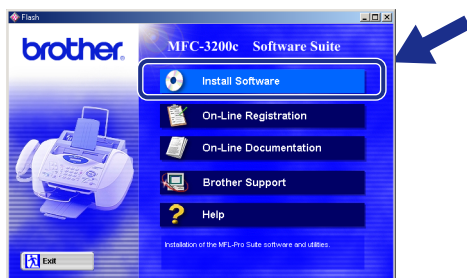 Flash
brother.
MFC-3200c Software Suite
Install Software
On-Line Registration
On-Line Documentation
Brother Support
Help
Installation of the MFL-Pro Suite software and utilities.
Exit